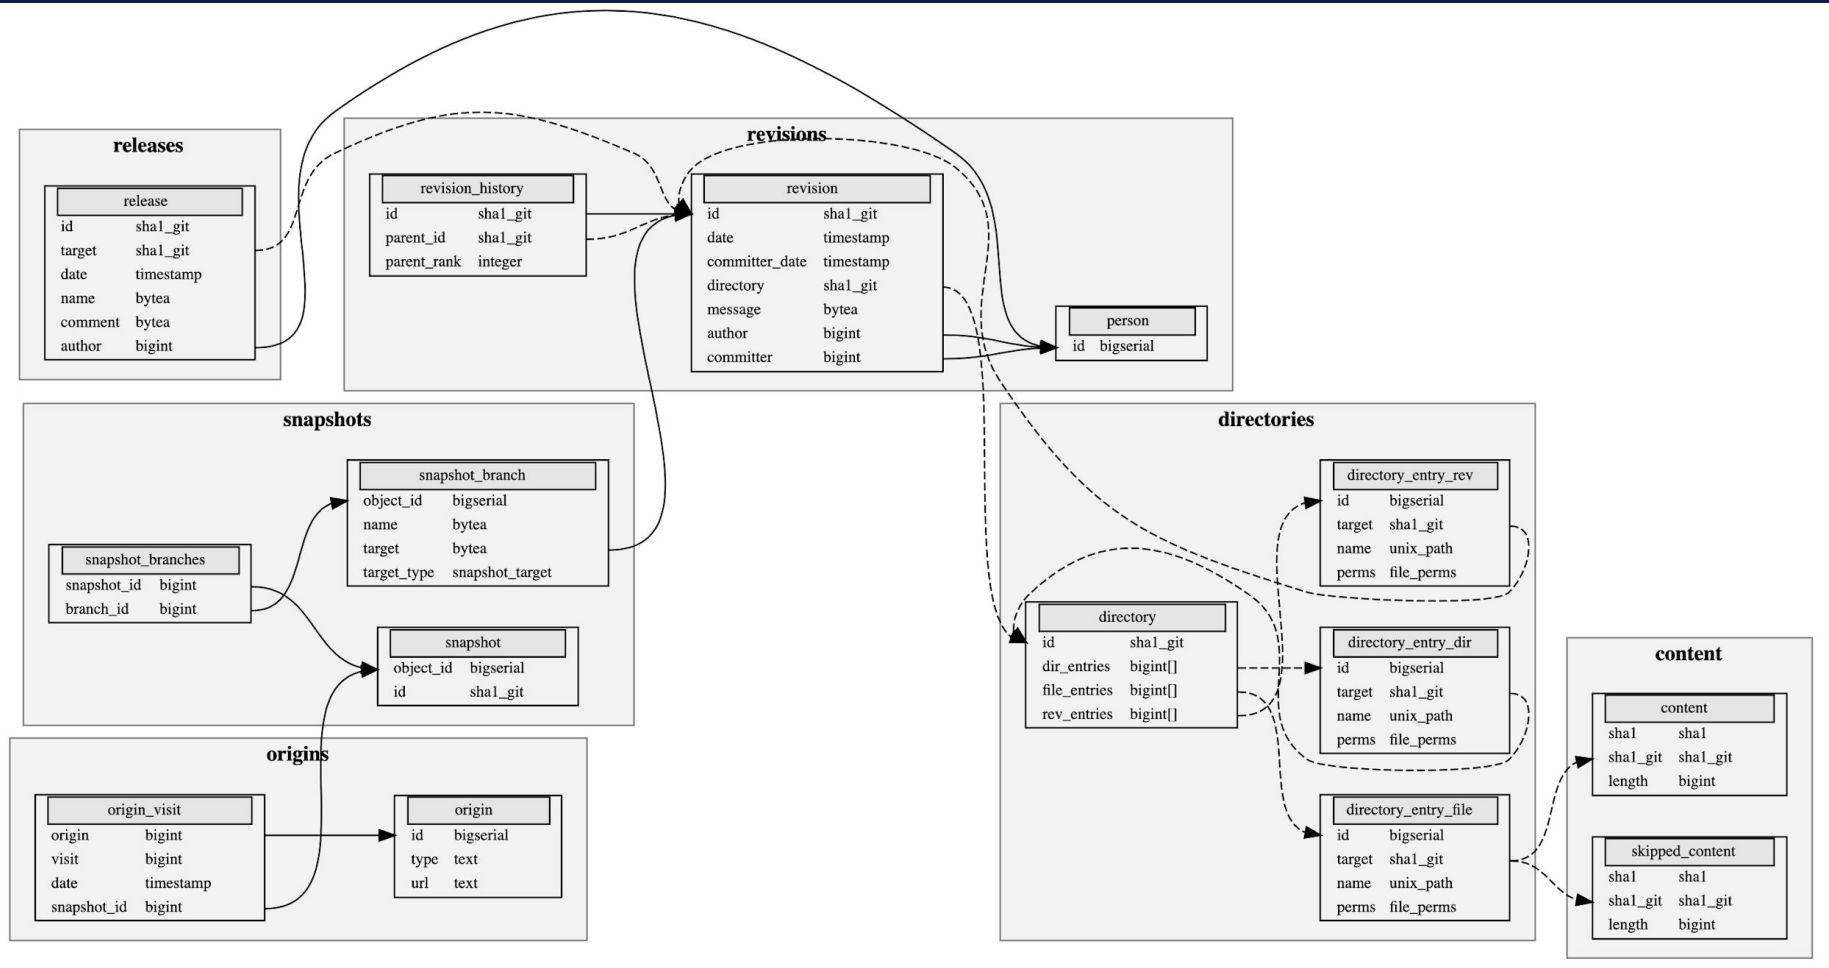 releases
release
id sha1_git
target sha1_git
date timestamp
name bytea
comment bytea
author bigint
revisions
revision_history
id sha1_git
parent_id sha1_git
parent_rank integer
revision
id sha1_git
date timestamp
committer_date timestamp
directory sha1_git
message bytea
author bigint
committer bigint
person
id bigserial
snapshots
snapshot_branches
snapshot_id bigint
branch_id bigint
snapshot_branch
object_id bigserial
name bytea
target bytea
target_type snapshot_target
snapshot
object_id bigserial
id sha1_git
origins
origin_visit
origin bigint
visit bigint
date timestamp
snapshot_id bigint
origin
id bigserial
type text
url text
directories
directory
id sha1_git
dir_entries bigint[]
file_entries bigint[]
rev_entries bigint[]
directory_entry_rev
id bigserial
target sha1_git
name unix_path
perms file_perms
directory_entry_dir
id bigserial
target sha1_git
name unix_path
perms file_perms
directory_entry_file
id bigserial
target sha1_git
name unix_path
perms file_perms
content
content
sha1 sha1
sha1_git sha1_git
length bigint
skipped_content
sha1 sha1
sha1_git sha1_git
length bigint